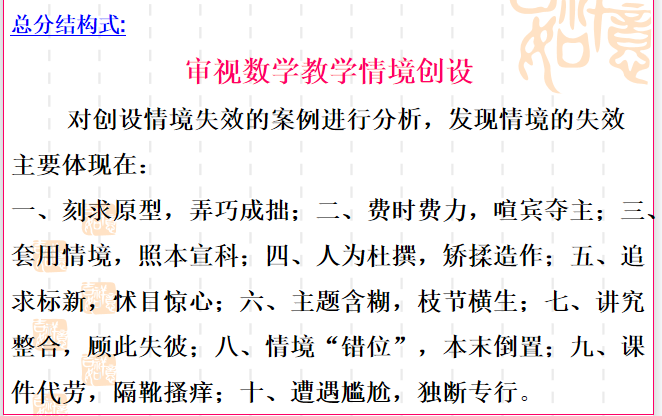 总分结构式:
审视数学教学情境创设
对创设情境失效的案例进行分析，发现情境的失效
主要体现在：
一、刻求原型，弄巧成拙；二、费时费力，喧宾夺主；三、
套用情境，照本宣科；四、人为杜撰，矫揉造作；五、追
求标新，怵目惊心；六、主题含糊，枝节横生；七、讲究
整合，顾此失彼；八、情境“错位”，本末倒置；九、课
件代劳，隔靴搔痒；十、遭遇尴尬，独断专行。